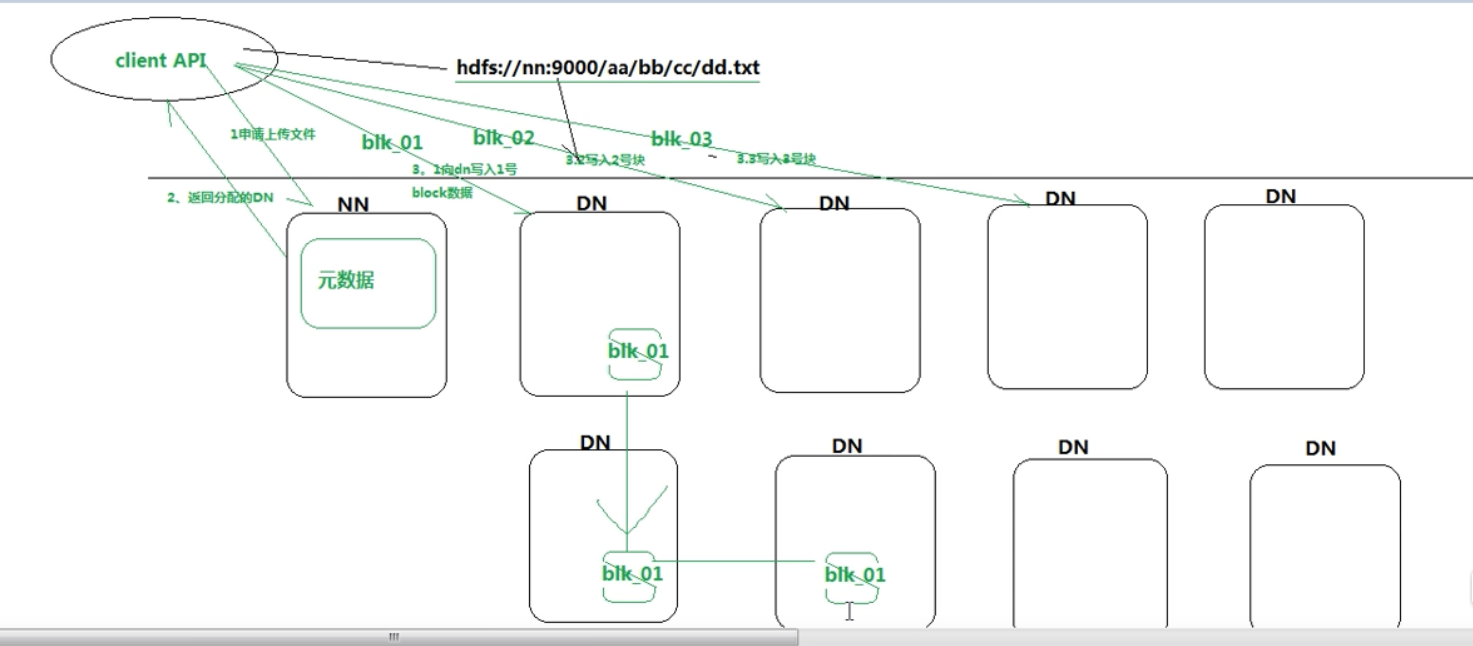 client API
hdfs://nn:9000/aa/bb/cc/dd.txt
1申请上传文件
blk_01
blk_02
blk_03
3。1向dn写入1号
block数据
3.2写入2号块
3.3写入3号块
2、返回分配的DN
NN
DN
DN
DN
DN
元数据
blk_01
DN
DN
DN
DN
blk_01
blk_01